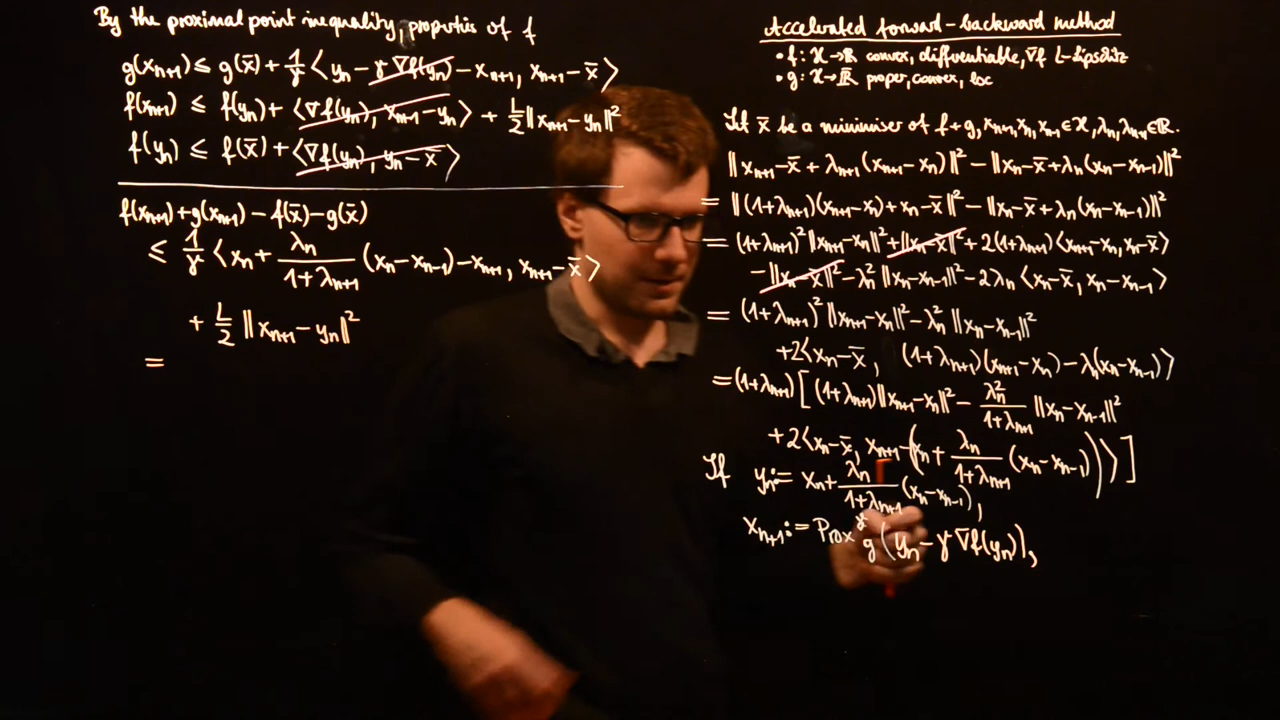 By the proximal point inequality, properties of f
g(xₙ₊₁) ≤ g(x̄) + 1/γ ⟨yₙ − γ∇f(yₙ) − xₙ₊₁, xₙ₊₁ − x̄⟩
f(xₙ₊₁) ≤ f(yₙ) + ⟨∇f(yₙ), xₙ₊₁ − yₙ⟩ + L/2 ‖xₙ₊₁ − yₙ‖²
f(yₙ) ≤ f(x̄) + ⟨∇f(yₙ), yₙ − x̄⟩
f(xₙ₊₁) + g(xₙ₊₁) − f(x̄) − g(x̄)
≤ 1/γ ⟨xₙ + λₙ/(1+λₙ₊₁) (xₙ − xₙ₋₁) − xₙ₊₁, xₙ₊₁ − x̄⟩
+ L/2 ‖xₙ₊₁ − yₙ‖²
=
Accelerated forward-backward method
• f: X → ℝ convex, differentiable, ∇f L-Lipschitz
• g: X → ℝ̄ proper, convex, lsc
Let x̄ be a minimiser of f+g, xₙ₊₁, xₙ, xₙ₋₁ ∈ X, λₙ, λₙ₊₁ ∈ ℝ.
‖xₙ₊₁ − x̄ + λₙ₊₁(xₙ₊₁ − xₙ)‖² − ‖xₙ − x̄ + λₙ(xₙ − xₙ₋₁)‖²
= ‖(1+λₙ₊₁)(xₙ₊₁ − xₙ) + xₙ − x̄‖² − ‖xₙ − x̄ + λₙ(xₙ − xₙ₋₁)‖²
= (1+λₙ₊₁)² ‖xₙ₊₁ − xₙ‖² + ‖xₙ − x̄‖² + 2(1+λₙ₊₁)⟨xₙ₊₁ − xₙ, xₙ − x̄⟩
− ‖xₙ − x̄‖² − λₙ² ‖xₙ − xₙ₋₁‖² − 2λₙ ⟨xₙ − x̄, xₙ − xₙ₋₁⟩
= (1+λₙ₊₁)² ‖xₙ₊₁ − xₙ‖² − λₙ² ‖xₙ − xₙ₋₁‖²
+ 2⟨xₙ − x̄, (1+λₙ₊₁)(xₙ₊₁ − xₙ) − λₙ(xₙ − xₙ₋₁)⟩
= (1+λₙ₊₁) [(1+λₙ₊₁)‖xₙ₊₁ − xₙ‖² − λₙ²/(1+λₙ₊₁) ‖xₙ − xₙ₋₁‖²
+ 2⟨xₙ − x̄, xₙ₊₁ − (xₙ + λₙ/(1+λₙ₊₁) (xₙ − xₙ₋₁))⟩]
If yₙ := xₙ + λₙ/(1+λₙ₊₁) (xₙ − xₙ₋₁),
xₙ₊₁ := Prox^γ_g (yₙ − γ∇f(yₙ)),